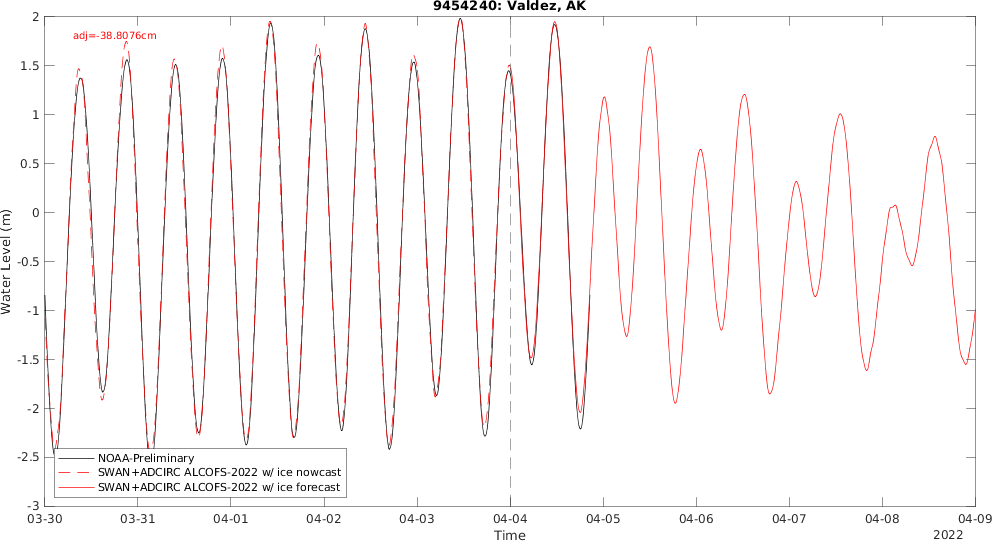 9454240: Valdez, AK
adj=-38.8076cm
Water Level (m)
2
1.5
1
0.5
0
-0.5
-1
-1.5
-2
-2.5
-3
NOAA-Preliminary
SWAN+ADCIRC ALCOFS-2022 w/ ice nowcast
SWAN+ADCIRC ALCOFS-2022 w/ ice forecast
03-30 03-31 04-01 04-02 04-03 04-04 04-05 04-06 04-07 04-08 04-09
Time
2022